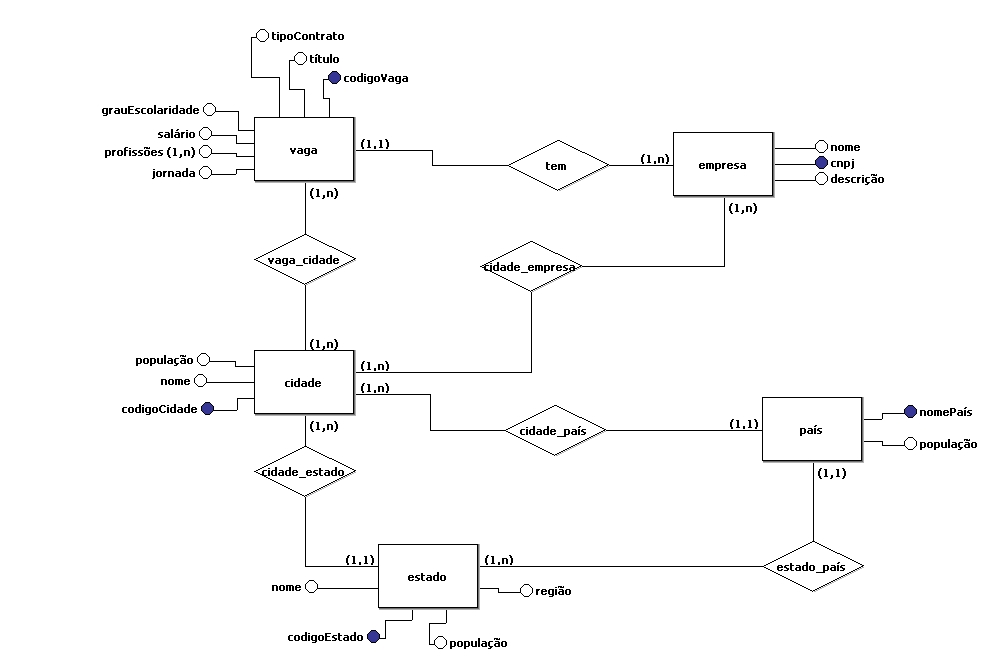 tipoContrato
título
codigoVaga
grauEscolaridade
salário
profissões (1,n)
jornada
vaga
(1,1)
tem
(1,n)
empresa
nome
cnpj
descrição
(1,n)
(1,n)
vaga_cidade
cidade_empresa
(1,n)
população
nome
codigoCidade
cidade
(1,n)
(1,n)
cidade_país
(1,1)
país
nomePaís
população
(1,n)
(1,1)
cidade_estado
(1,1)
estado
(1,n)
estado_país
nome
região
codigoEstado
população